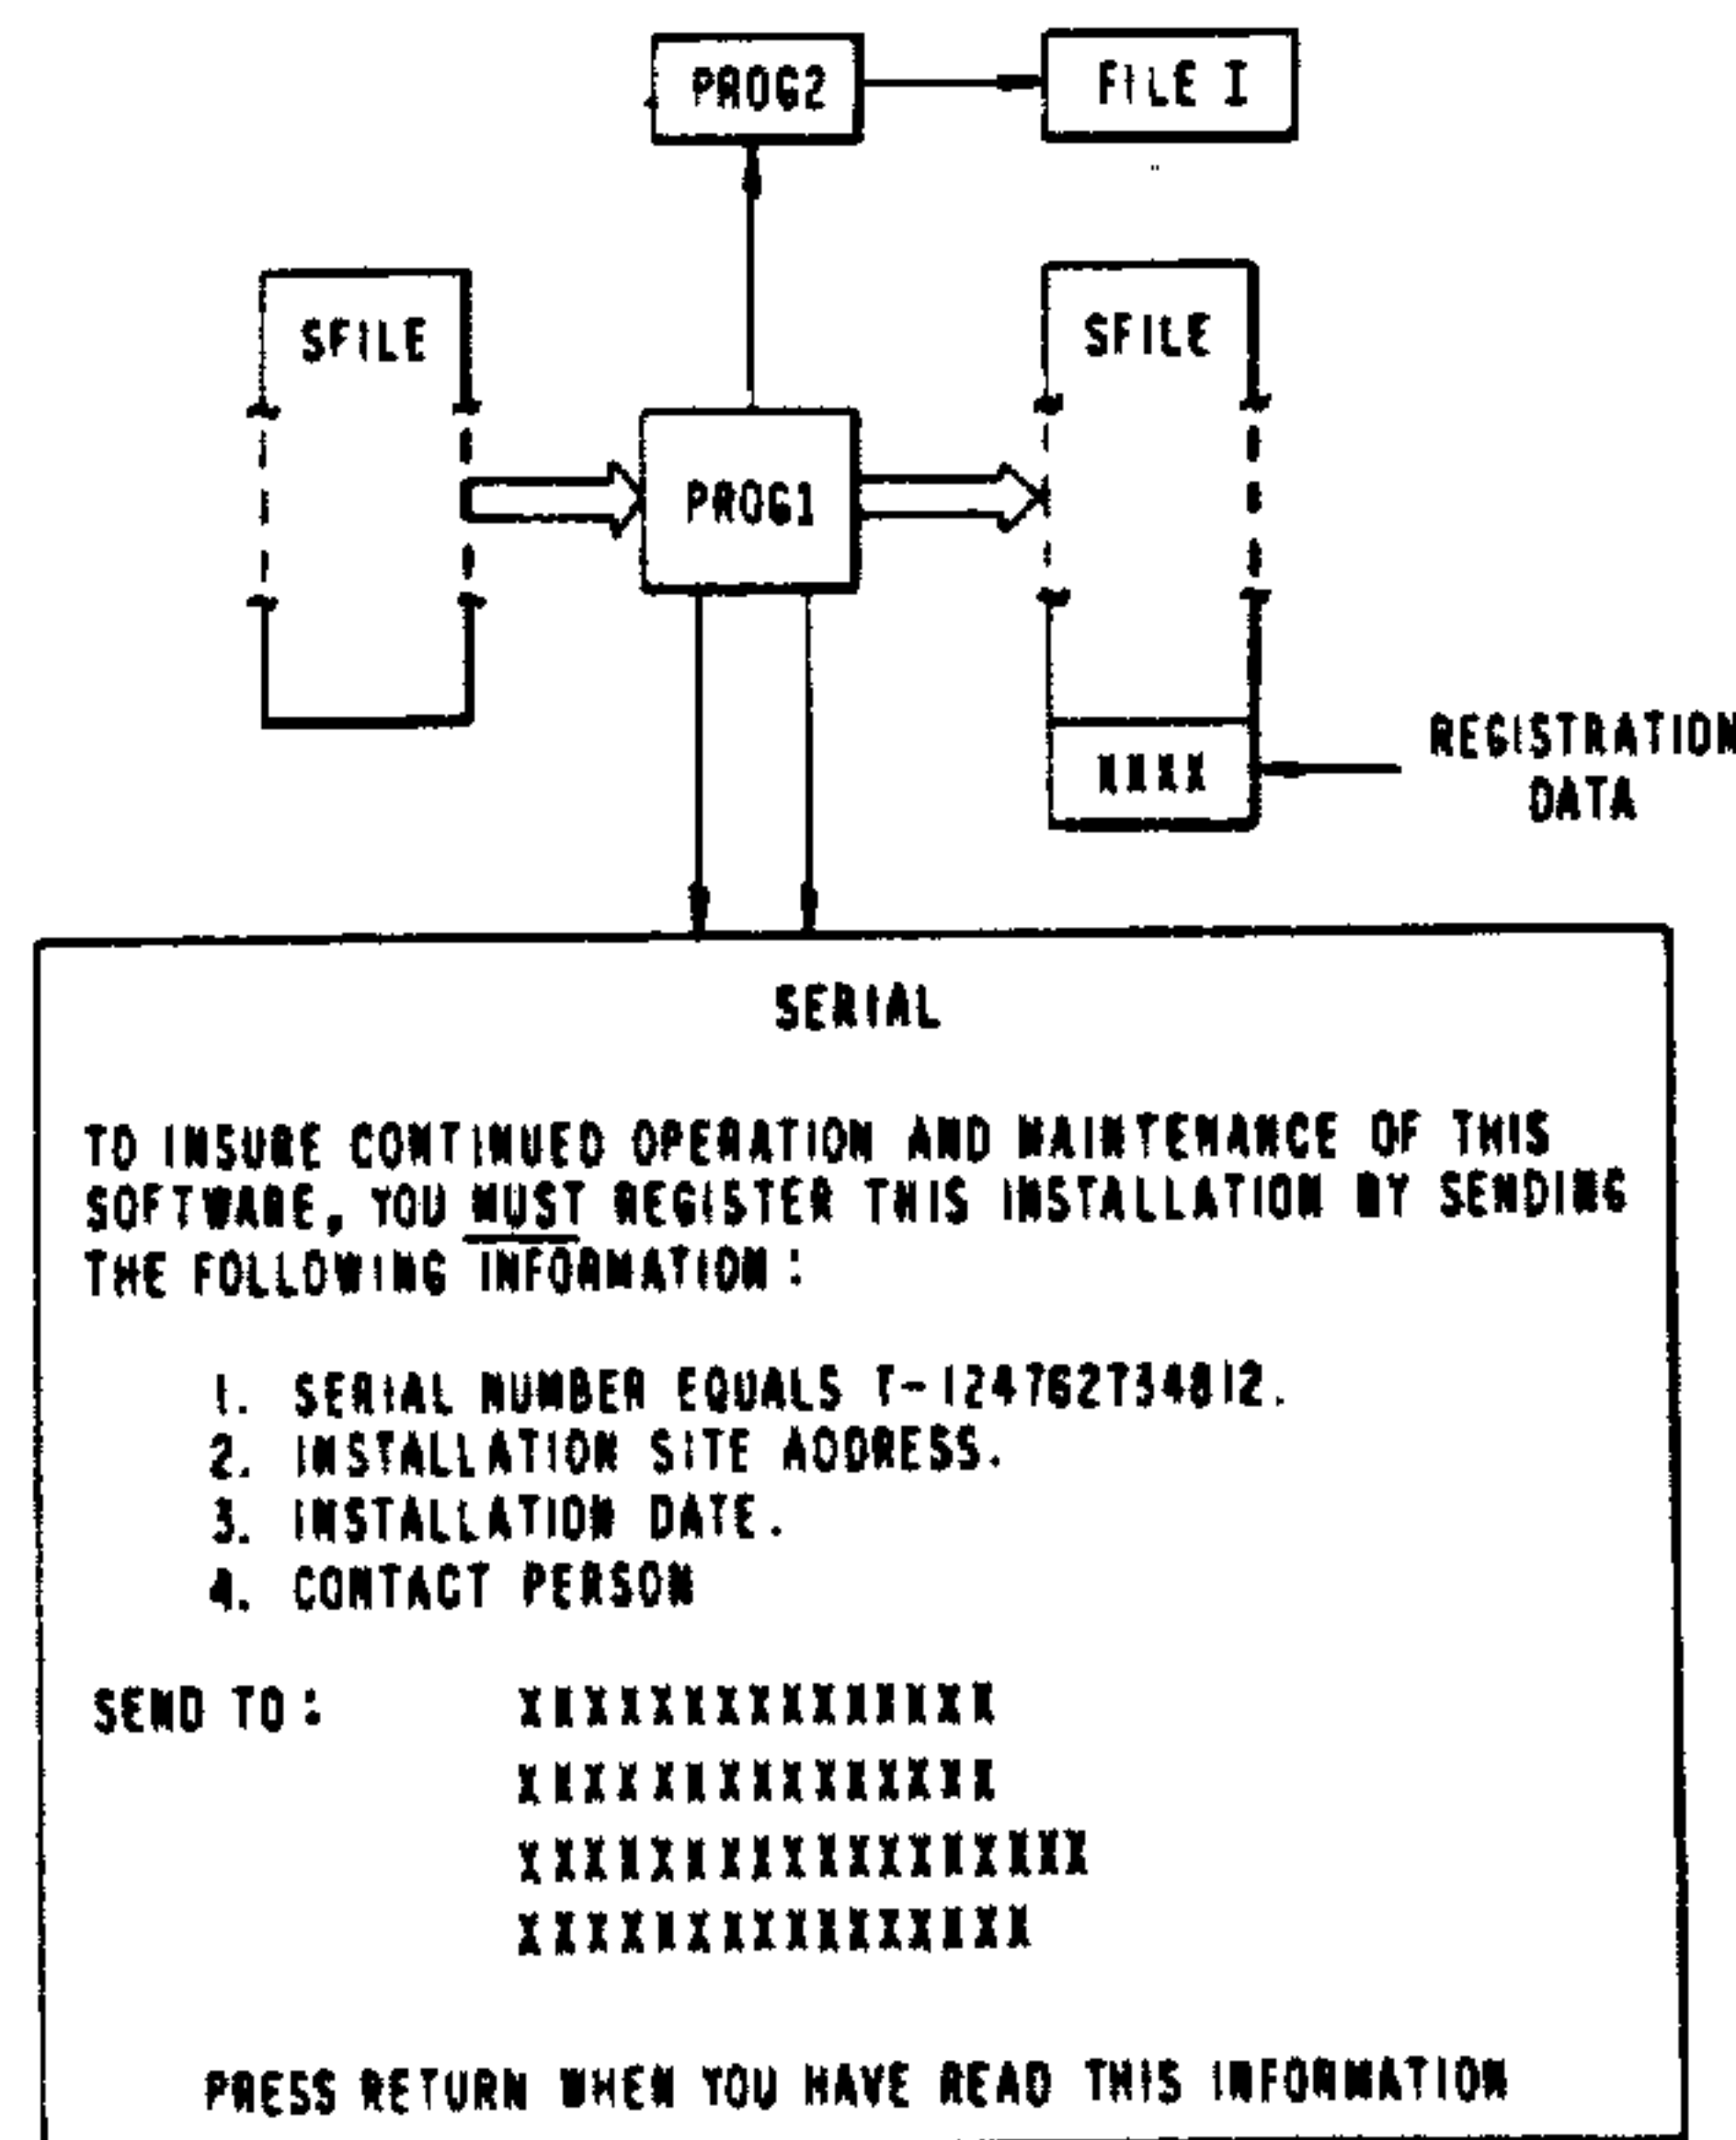 PROG2
FILE I
SFILE
SFILE
PROG1
REGISTRATION
DATA
XXXX
SERIAL
TO INSURE CONTINUED OPERATION AND MAINTENANCE OF THIS
SOFTWARE, YOU MUST REGISTER THIS INSTALLATION BY SENDING
THE FOLLOWING INFORMATION:
1. SERIAL NUMBER EQUALS
2. INSTALLATION SITE ADDRESS.
3. INSTALLATION DATE.
4. CONTACT PERSON
SEND TO: XXXXXXXXXXXXXXX
XXXXXXXXXXXXXXX
XXXXXXXXXXXXXXXXXX
XXXXXXXXXXXXXXXX
PRESS RETURN WHEN YOU HAVE READ THIS INFORMATION